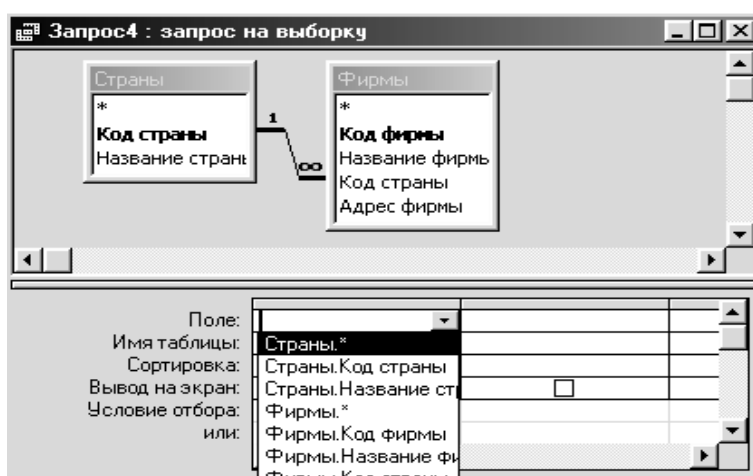 Запрос4 : запрос на выборку
Страны
*
Код страны
Название
1
∞
Фирмы
*
Код фирмы
Название
Код страны
Адрес фирмы
Поле:
Имя таблицы:
Сортировка:
Вывод на экран:
Условие отбора:
или:
Страны.*
Страны.Код страны
Страны.Название ст
Фирмы.*
Фирмы.Код фирмы
Фирмы.Название фи